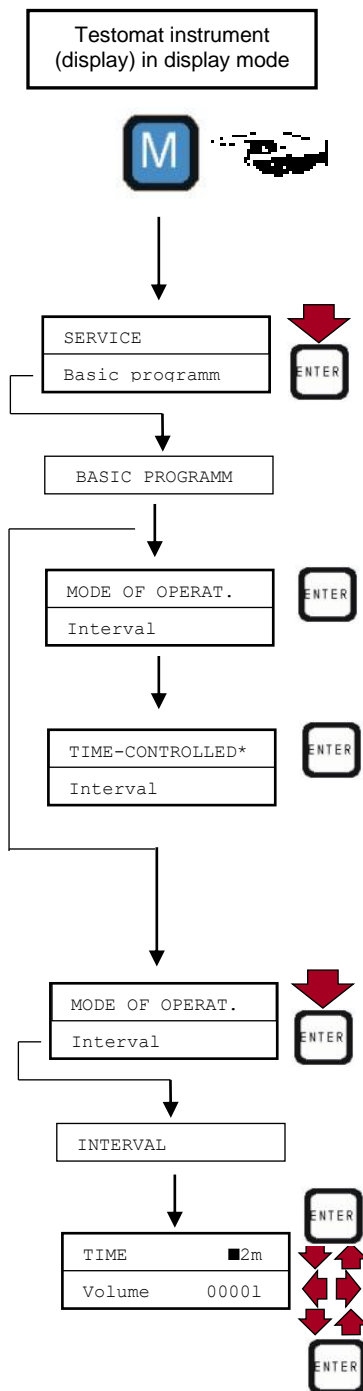 Testomat instrument
(display) in display mode
M
SERVICE
ENTER
Basic programm
BASIC PROGRAMM
MODE OF OPERAT.
ENTER
Interval
TIME-CONTROLLED*
ENTER
Interval
MODE OF OPERAT.
ENTER
Interval
INTERVAL
ENTER
TIME ■2m
Volume 0000l
ENTER